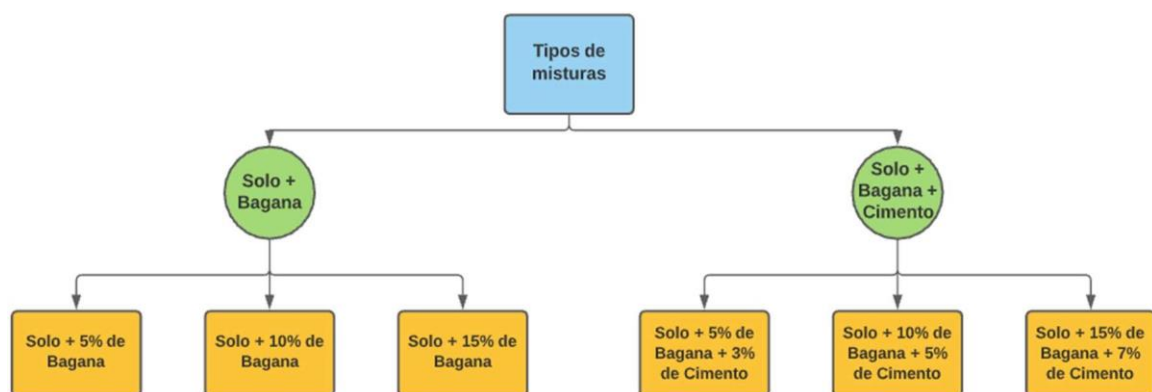 Tipos de
misturas
Solo +
Bagana
Solo +
Bagana +
Cimento
Solo + 5% de
Bagana
Solo + 10% de
Bagana
Solo + 15% de
Bagana
Solo + 5% de
Bagana + 3%
de Cimento
Solo + 10% de
Bagana + 5%
de Cimento
Solo + 15% de
Bagana + 7%
de Cimento